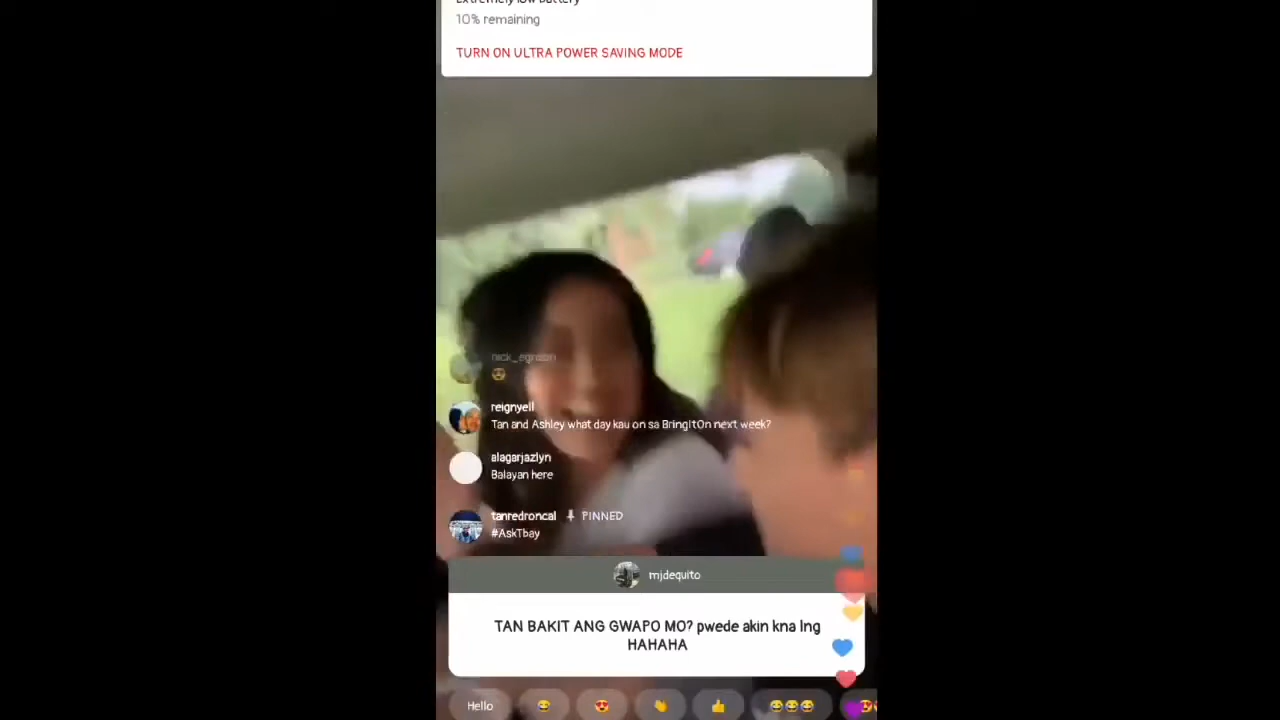 Extremely low battery
10% remaining
TURN ON ULTRA POWER SAVING MODE
nick_egnalan
reignyell
Tan and Ashley what day kau on sa BringItOn next week?
alagarjazlyn
Balayan here
tanredroncal PINNED
#AskTbay
mjdequito
TAN BAKIT ANG GWAPO MO? pwede akin kna lng
HAHAHA
Hello